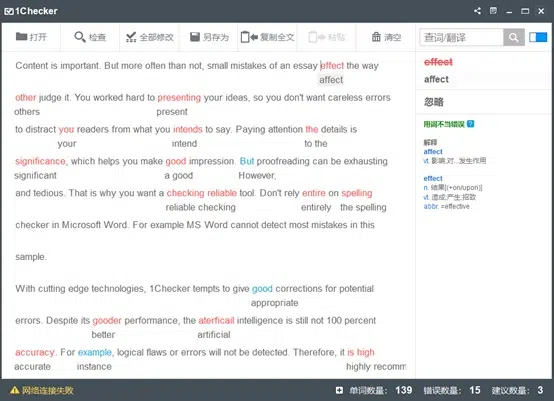 1Checker
打开 检查 全部修改 另存为 复制全文 粘贴 清空 查词/翻译
Content is important. But more often than not, small mistakes of an essay effect the way
affect
other judge it. You worked hard to presenting your ideas, so you don't want careless errors
others present
to distract you readers from what you intends to say. Paying attention the details is
your intend to the
significance, which helps you make good impression. But proofreading can be exhausting
significant a good However,
and tedious. That is why you want a checking reliable tool. Don't rely entire on spelling
reliable checking entirely the spelling
checker in Microsoft Word. For example MS Word cannot detect most mistakes in this
sample.
With cutting edge technologies, 1Checker tempts to give good corrections for potential
appropriate
errors. Despite its gooder performance, the aterficail intelligence is still not 100 percent
better artificial
accuracy. For example, logical flaws or errors will not be detected. Therefore, it is high
accurate instance highly recomm
effect
affect
忽略
用词不当错误 ?
解释
affect
vt. 影响,对...发生作用
effect
n. 结果[(+on/upon)]
vt. 造成;产生;招致
abbr. =effective
网络连接失败 单词数量: 139 错误数量: 15 建议数量: 3